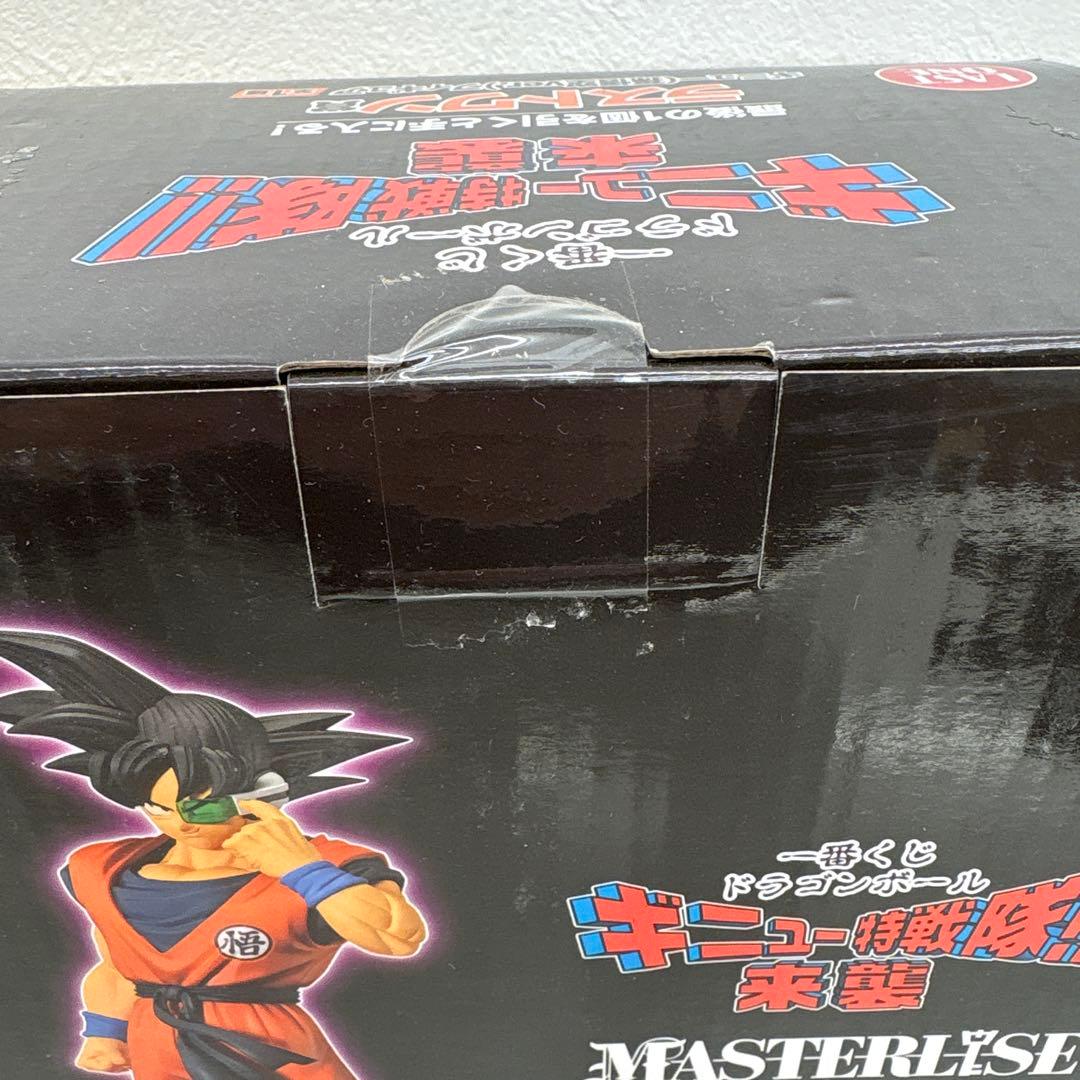 LAST ONE
一番くじ
ドラゴンボール
ギニュー特戦隊!!
来襲
最後の1個を引くと手に入る!
ラストワン賞
悟
一番くじ
ドラゴンボール
ギニュー特戦隊!!
来襲
MASTERLISE